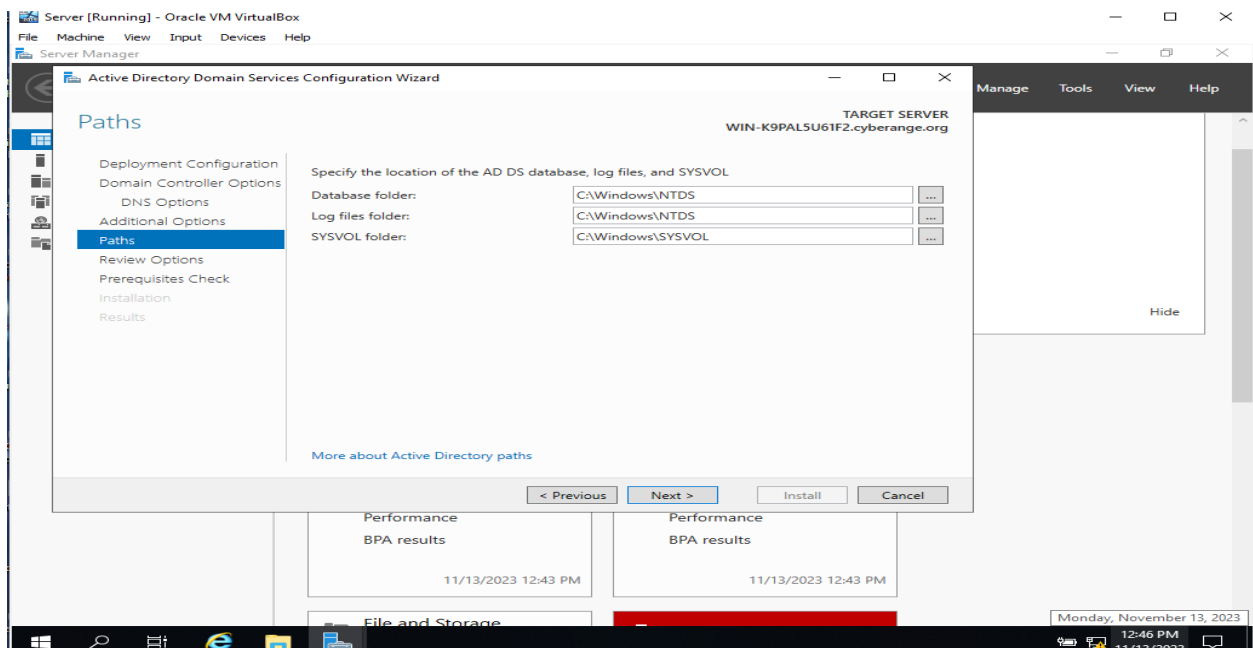 Server [Running] - Oracle VM VirtualBox
File Machine View Input Devices Help
Server Manager
Manage Tools View Help
Active Directory Domain Services Configuration Wizard
Paths
TARGET SERVER
WIN-K9PAL5U61F2.cyberange.org
Deployment Configuration
Domain Controller Options
DNS Options
Additional Options
Paths
Review Options
Prerequisites Check
Installation
Results
Specify the location of the AD DS database, log files, and SYSVOL
Database folder: C:\Windows\NTDS ...
Log files folder: C:\Windows\NTDS ...
SYSVOL folder: C:\Windows\SYSVOL ...
More about Active Directory paths
< Previous Next > Install Cancel
Hide
Performance
BPA results
11/13/2023 12:43 PM
Performance
BPA results
11/13/2023 12:43 PM
File and Storage
Monday, November 13, 2023
12:46 PM
11/13/2023